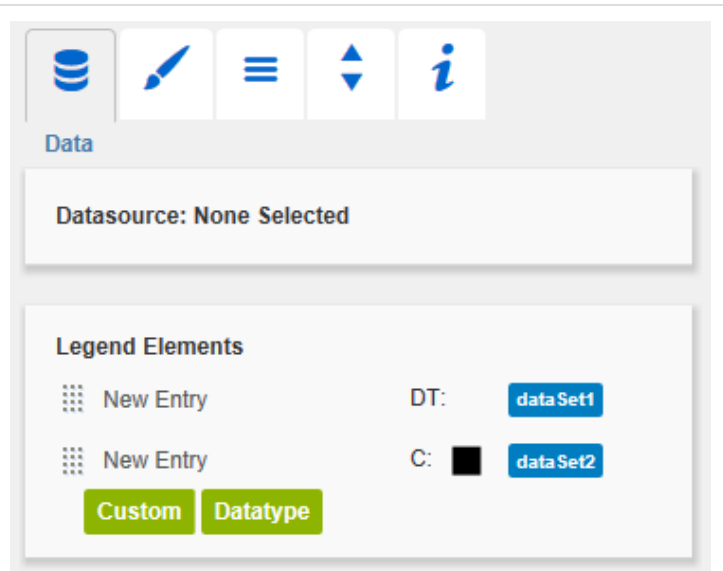 Data
Datasource: None Selected
Legend Elements
New Entry DT: dataSet1
New Entry C: dataSet2
Custom Datatype